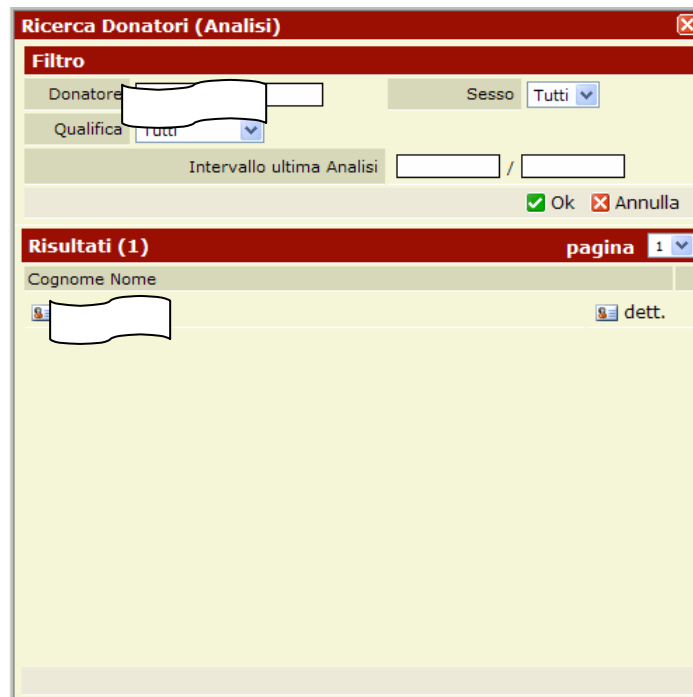 Ricerca Donatori (Analisi)
Filtro
Donatore Sesso Tutti
Qualifica Tutti
Intervallo ultima Analisi /
Ok Annulla
Risultati (1) pagina 1
Cognome Nome
dett.